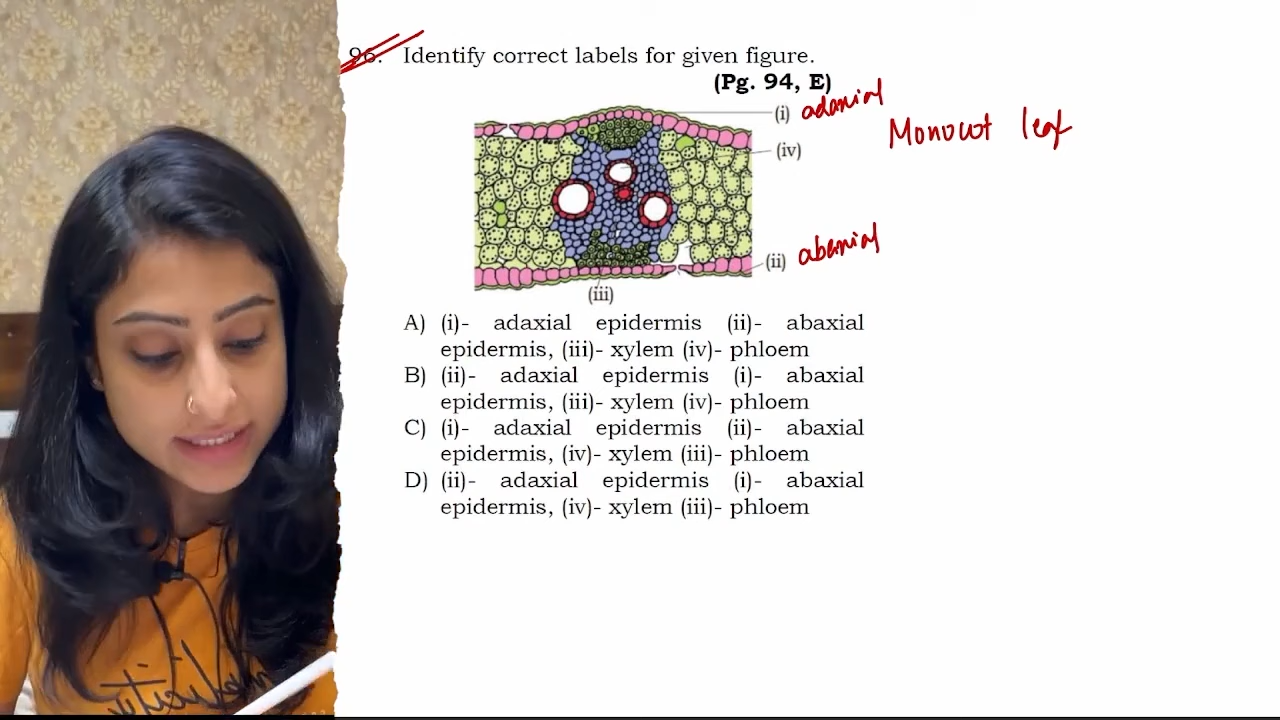 96. Identify correct labels for given figure.
(Pg. 94, E)
(i) adaxial
Monocot leaf
(iv)
(ii) abaxial
(iii)
A) (i)- adaxial epidermis (ii)- abaxial
epidermis, (iii)- xylem (iv)- phloem
B) (ii)- adaxial epidermis (i)- abaxial
epidermis, (iii)- xylem (iv)- phloem
C) (i)- adaxial epidermis (ii)- abaxial
epidermis, (iv)- xylem (iii)- phloem
D) (ii)- adaxial epidermis (i)- abaxial
epidermis, (iv)- xylem (iii)- phloem